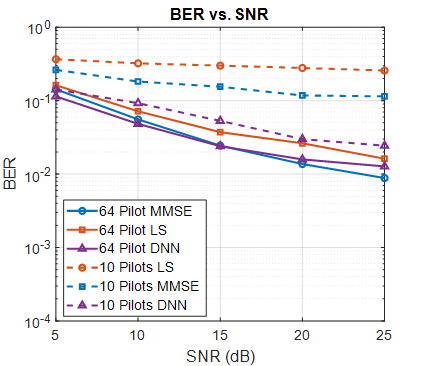 BER vs. SNR
10^0
10^-1
10^-2
10^-3
10^-4
BER
64 Pilot MMSE
64 Pilot LS
64 Pilot DNN
10 Pilots LS
10 Pilots MMSE
10 Pilots DNN
5 10 15 20 25
SNR (dB)